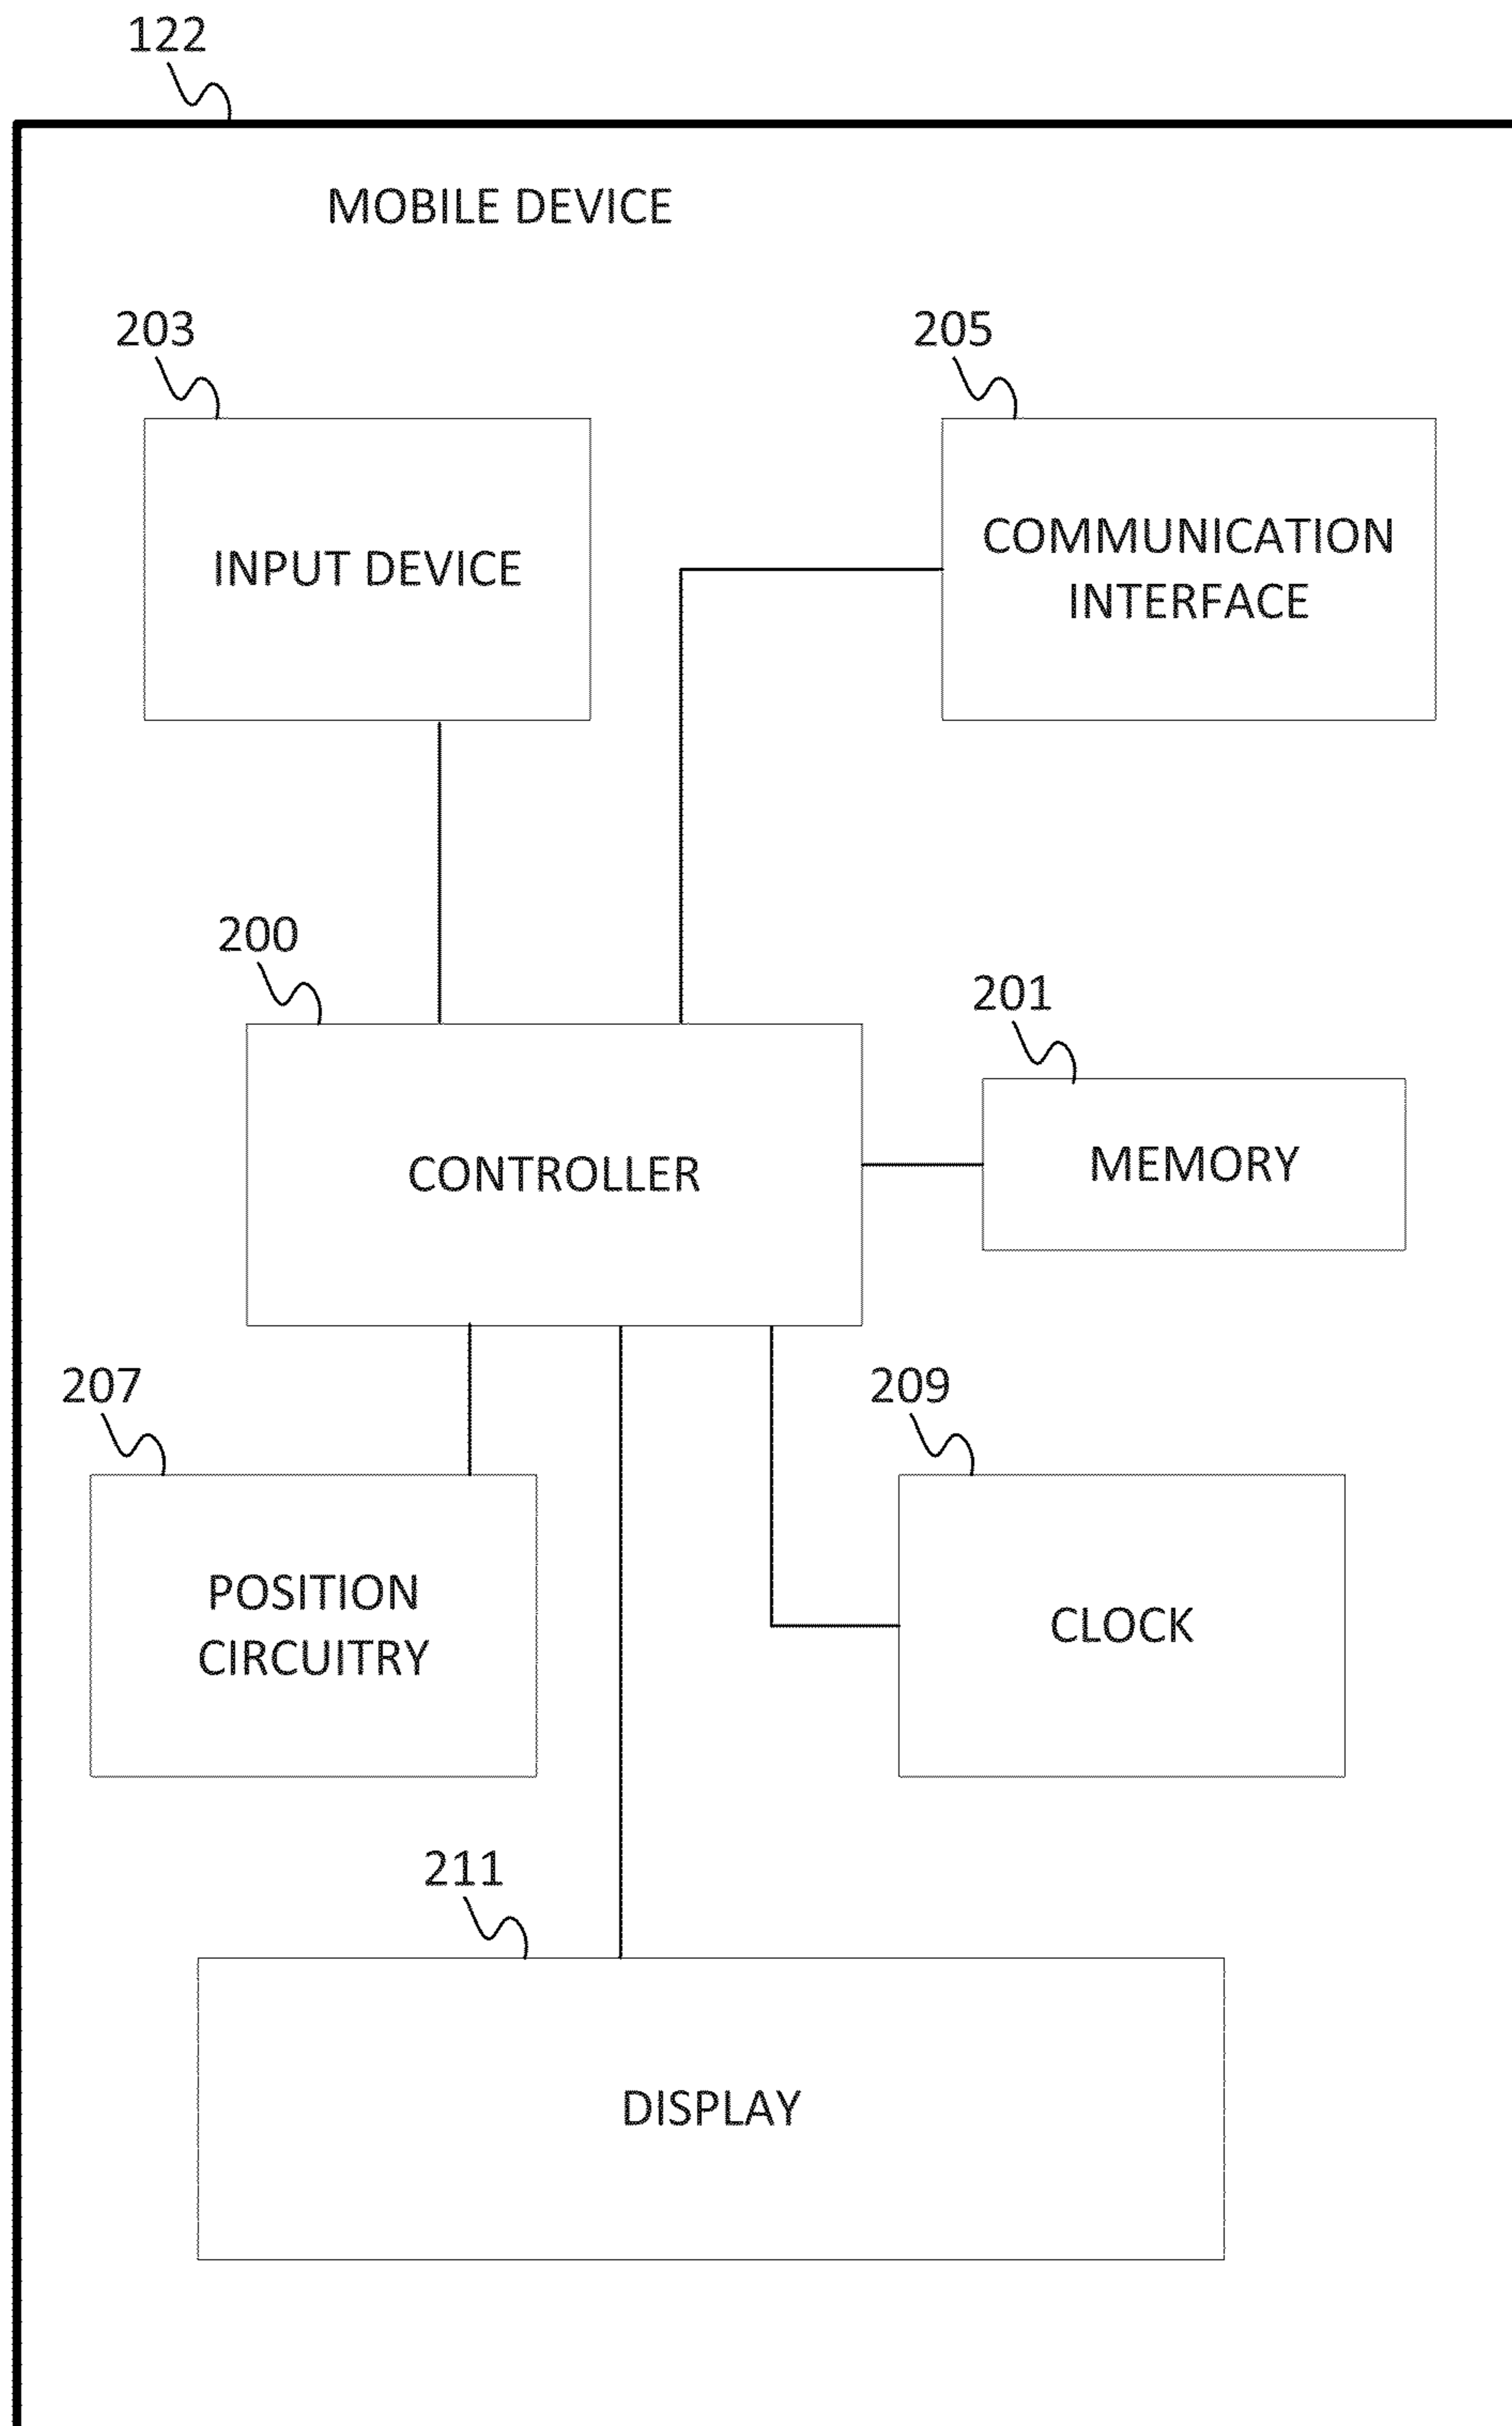 122
MOBILE DEVICE
203
205
INPUT DEVICE
COMMUNICATION
INTERFACE
200
201
CONTROLLER
MEMORY
207
209
POSITION
CIRCUITRY
CLOCK
211
DISPLAY